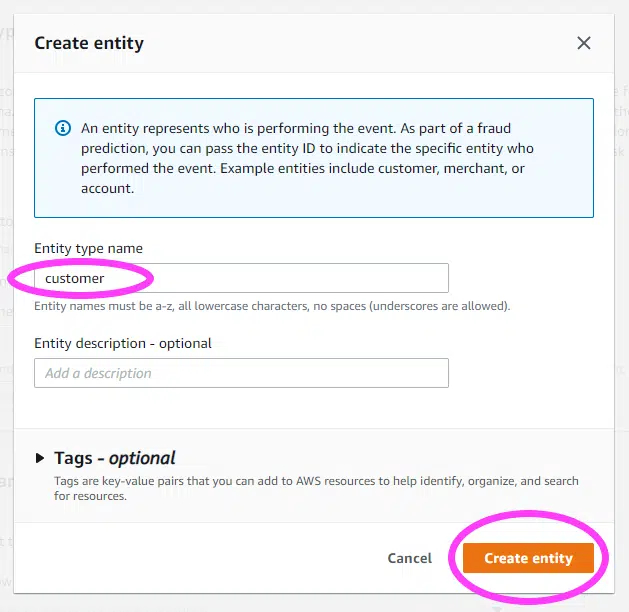 Create entity
An entity represents who is performing the event. As part of a fraud
prediction, you can pass the entity ID to indicate the specific entity who
performed the event. Example entities include customer, merchant, or
account.
Entity type name
customer
Entity names must be a-z, all lowercase characters, no spaces (underscores are allowed).
Entity description - optional
Add a description
Tags - optional
Tags are key-value pairs that you can add to AWS resources to help identify, organize, and search
for resources.
Cancel
Create entity